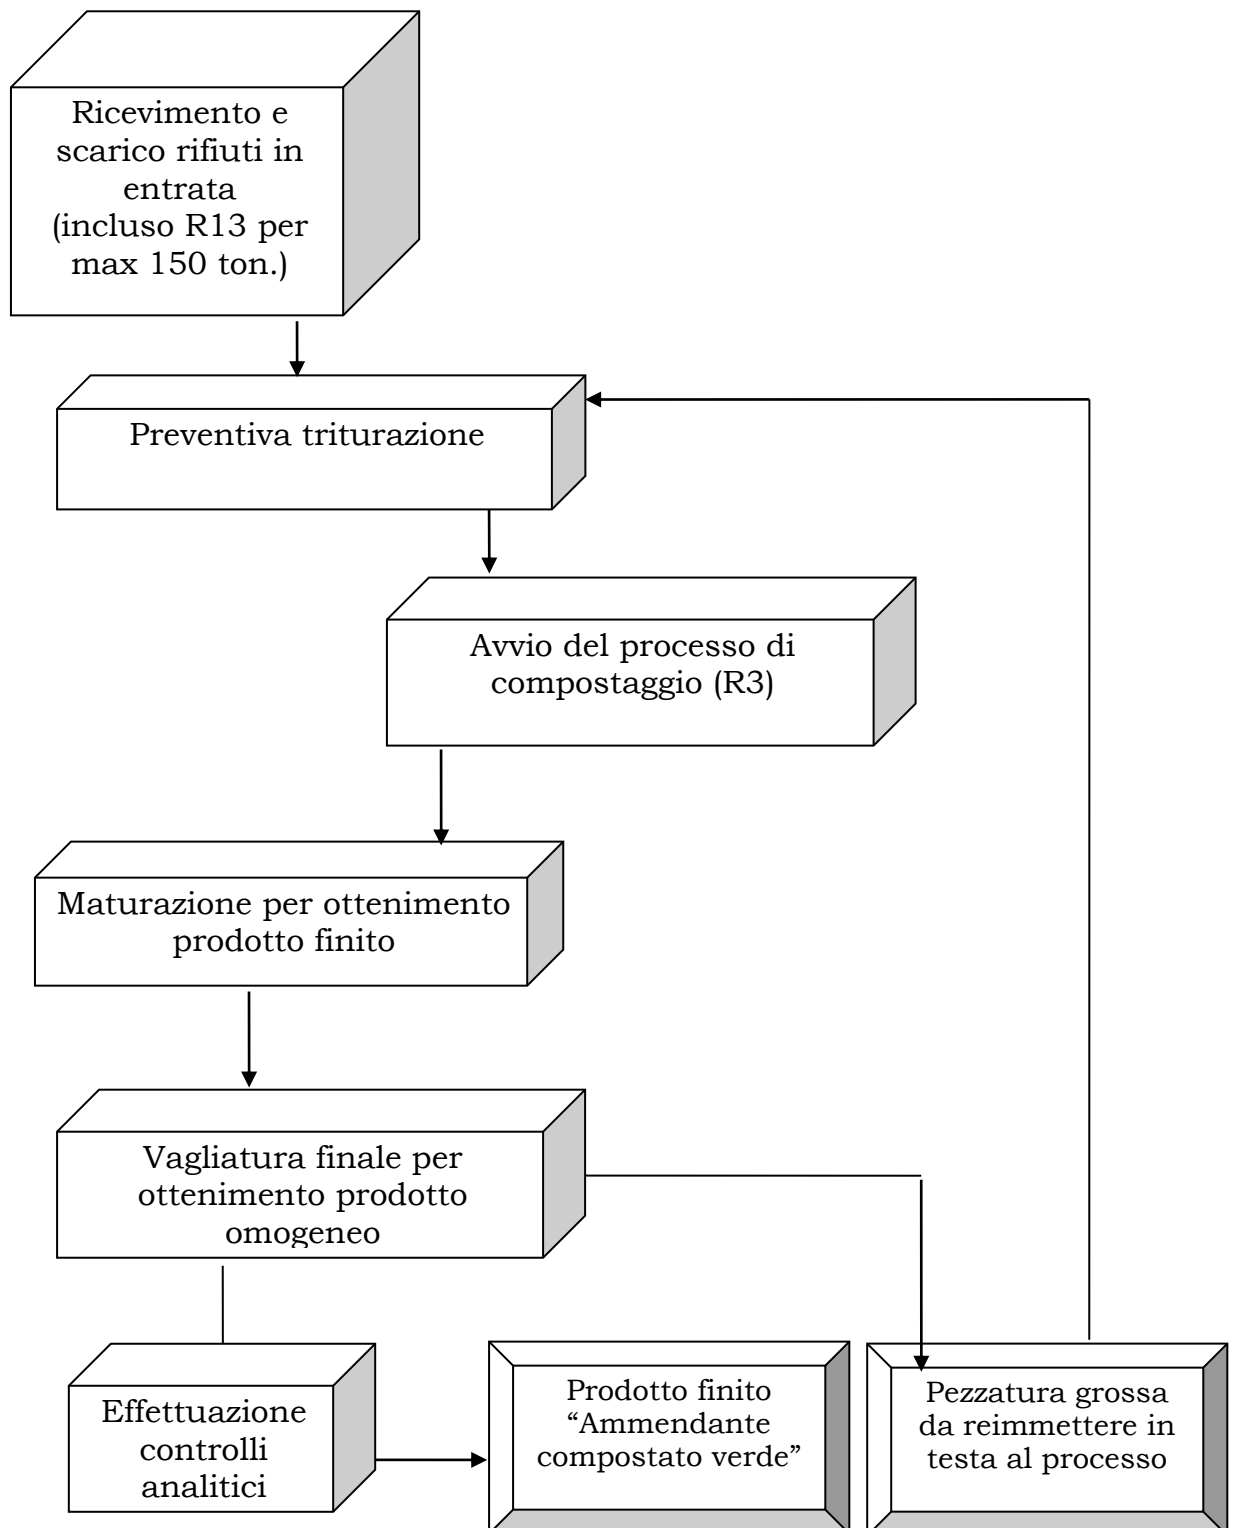 Ricevimento e
scarico rifiuti in
entrata
(incluso R13 per
max 150 ton.)
Preventiva triturazione
Avvio del processo di
compostaggio (R3)
Maturazione per ottenimento
prodotto finito
Vagliatura finale per
ottenimento prodotto
omogeneo
Effettuazione
controlli
analitici
Prodotto finito
“Ammendante
compostato verde”
Pezzatura grossa
da reimmettere in
testa al processo